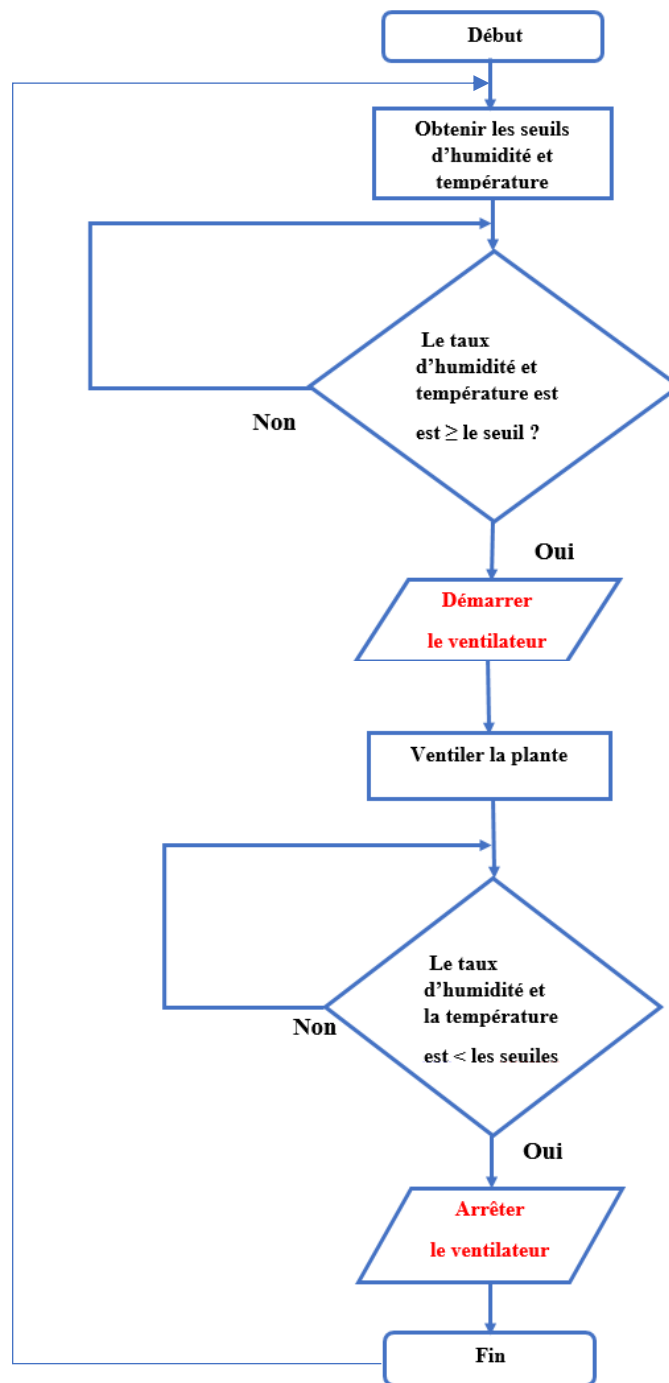 Début
Obtenir les seuils
d’humidité et
température
Le taux
d’humidité et
température est
est ≥ le seuil ?
Non
Oui
Démarrer
le ventilateur
Ventiler la plante
Le taux
d’humidité et
la température
est < les seuiles
Non
Oui
Arrêter
le ventilateur
Fin